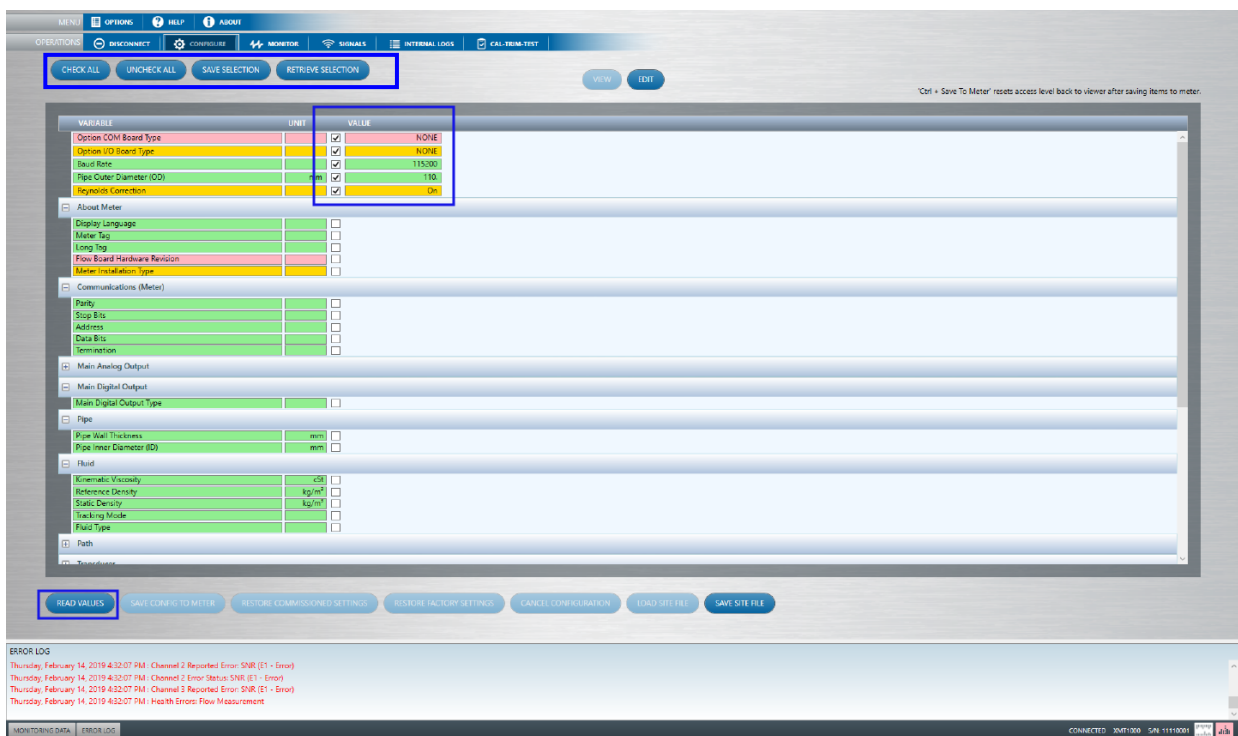 MENU OPTIONS HELP ABOUT
OPERATIONS DISCONNECT CONFIGURE MONITOR SIGNALS INTERNAL LOGS CAL-TRIM-TEST
CHECK ALL UNCHECK ALL SAVE SELECTION RETRIEVE SELECTION
VIEW EDIT
'Ctrl + Save To Meter' resets access level back to viewer after saving items to meter.
VARIABLE UNIT VALUE
Option COM Board Type NONE
Option I/O Board Type NONE
Baud Rate 115200
Pipe Outer Diameter (OD) mm 110.
Reynolds Correction On
About Meter
Display Language
Meter Tag
Long Tag
Flow Board Hardware Revision
Meter Installation Type
Communications (Meter)
Parity
Stop Bits
Address
Data Bits
Termination
Main Analog Output
Main Digital Output
Main Digital Output Type
Pipe
Pipe Wall Thickness mm
Pipe Inner Diameter (ID) mm
Fluid
Kinematic Viscosity cSt
Reference Density kg/m³
Static Density kg/m³
Tracking Mode
Fluid Type
Path
Transducer
READ VALUES SAVE CONFIG TO METER RESTORE COMMISSIONED SETTINGS RESTORE FACTORY SETTINGS CANCEL CONFIGURATION LOAD SITE FILE SAVE SITE FILE
ERROR LOG
Thursday, February 14, 2019 4:32:07 PM : Channel 2 Reported Error: SNR (E1 - Error)
Thursday, February 14, 2019 4:32:07 PM : Channel 2 Error Status: SNR (E1 - Error)
Thursday, February 14, 2019 4:32:07 PM : Channel 3 Reported Error: SNR (E1 - Error)
Thursday, February 14, 2019 4:32:07 PM : Health Errors: Flow Measurement
MONITORING DATA ERROR LOG CONNECTED XMT1000 S/N: 11110001